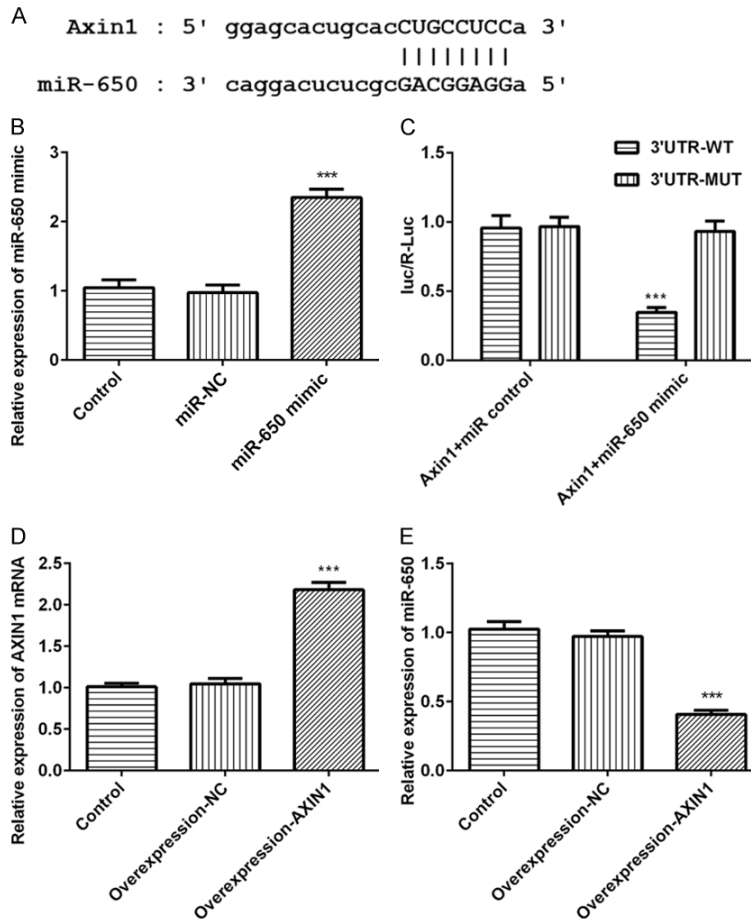 A
Axin1 : 5' ggagcacugcacCUGCCUCCa 3'
miR-650 : 3' caggacucucgcGACGGAGGa 5'
B
Relative expression of miR-650 mimic
3
2
1
0
***
Control
miR-NC
miR-650 mimic
C
luc/R-Luc
1.5
1.0
0.5
0.0
3'UTR-WT
3'UTR-MUT
***
Axin1+miR control
Axin1+miR-650 mimic
D
Relative expression of AXIN1 mRNA
2.5
2.0
1.5
1.0
0.5
0.0
***
Control
Overexpression-NC
Overexpression-AXIN1
E
Relative expression of miR-650
1.5
1.0
0.5
0.0
***
Control
Overexpression-NC
Overexpression-AXIN1